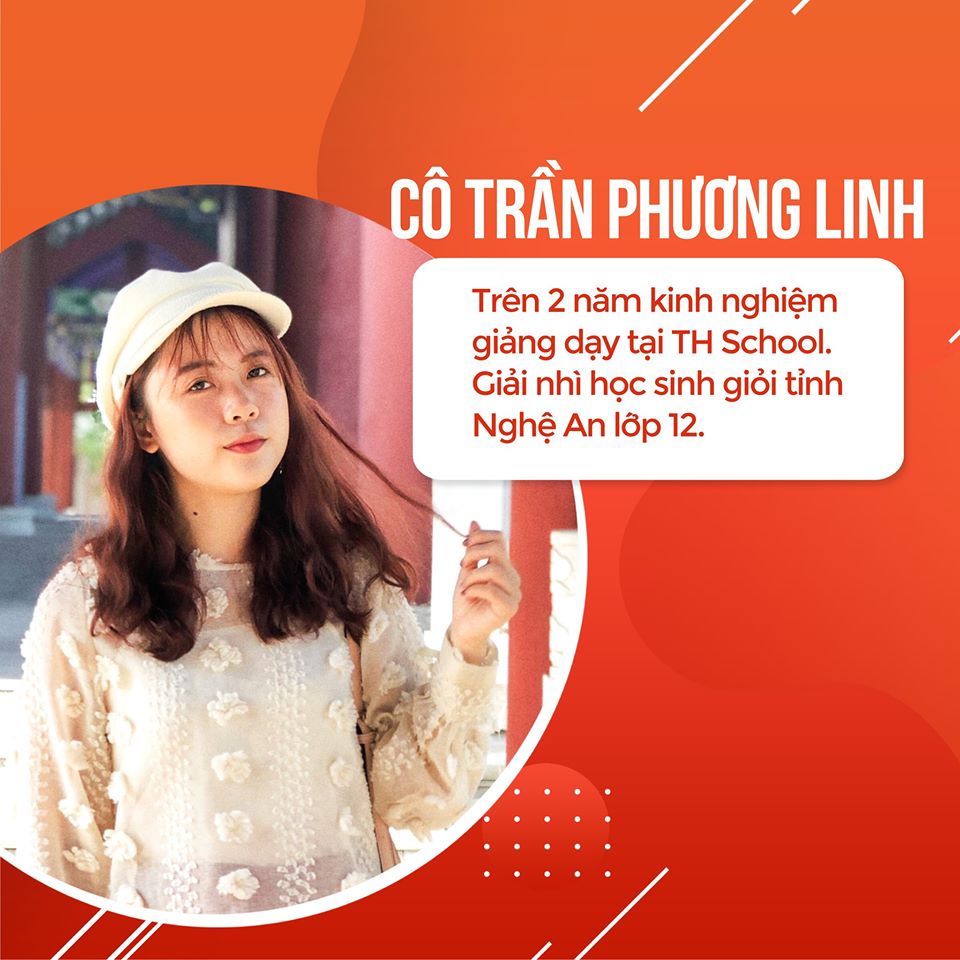 CÔ TRẦN PHƯƠNG LINH
Trên 2 năm kinh nghiệm
giảng dạy tại TH School.
Giải nhì học sinh giỏi tỉnh
Nghệ An lớp 12.